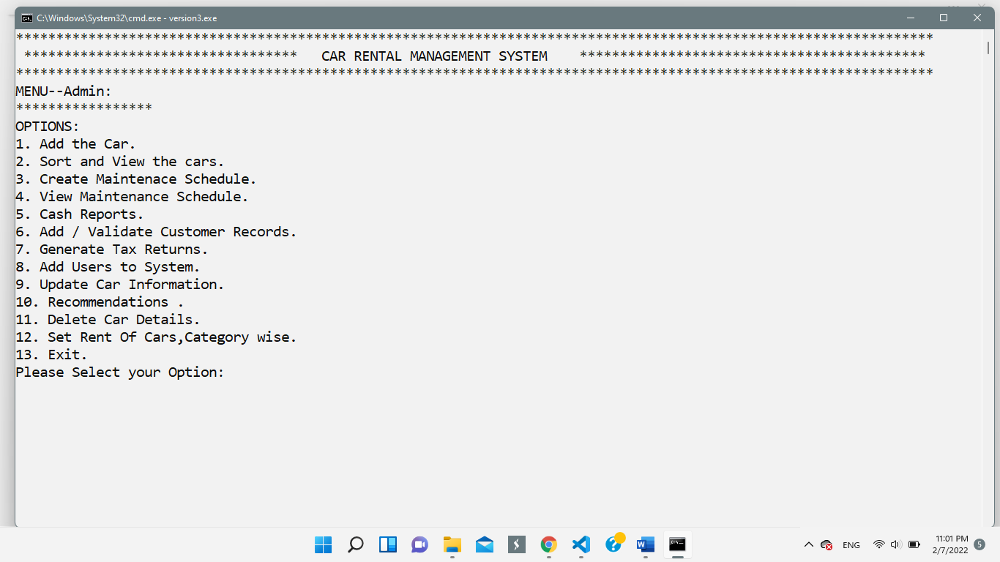 C:\Windows\System32\cmd.exe - version3.exe
******************************************************************************************************************
********************************** CAR RENTAL MANAGEMENT SYSTEM *******************************************
******************************************************************************************************************
MENU--Admin:
*****************
OPTIONS:
1. Add the Car.
2. Sort and View the cars.
3. Create Maintenace Schedule.
4. View Maintenance Schedule.
5. Cash Reports.
6. Add / Validate Customer Records.
7. Generate Tax Returns.
8. Add Users to System.
9. Update Car Information.
10. Recommendations .
11. Delete Car Details.
12. Set Rent Of Cars,Category wise.
13. Exit.
Please Select your Option:
ENG
11:01 PM
2/7/2022
5